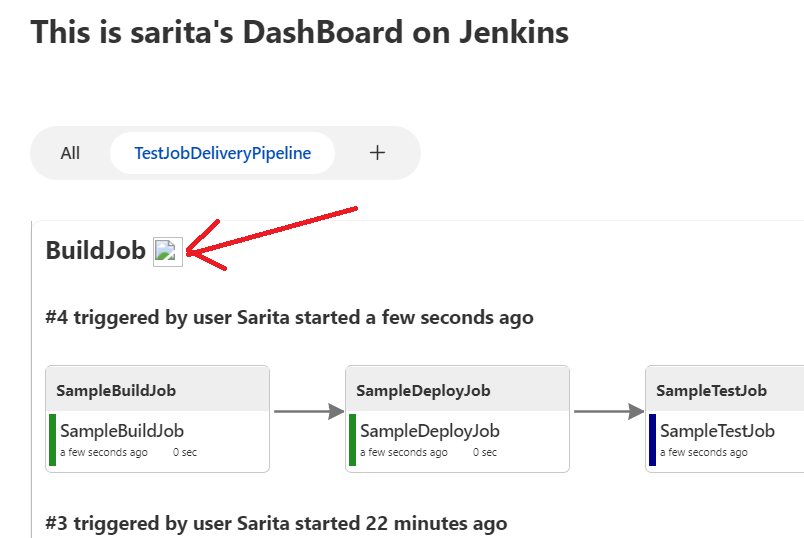 This is sarita's DashBoard on Jenkins
All TestJobDeliveryPipeline +
BuildJob
#4 triggered by user Sarita started a few seconds ago
SampleBuildJob SampleDeployJob SampleTestJob
SampleBuildJob SampleDeployJob SampleTestJob
a few seconds ago 0 sec a few seconds ago 0 sec a few seconds ago
#3 triggered by user Sarita started 22 minutes ago